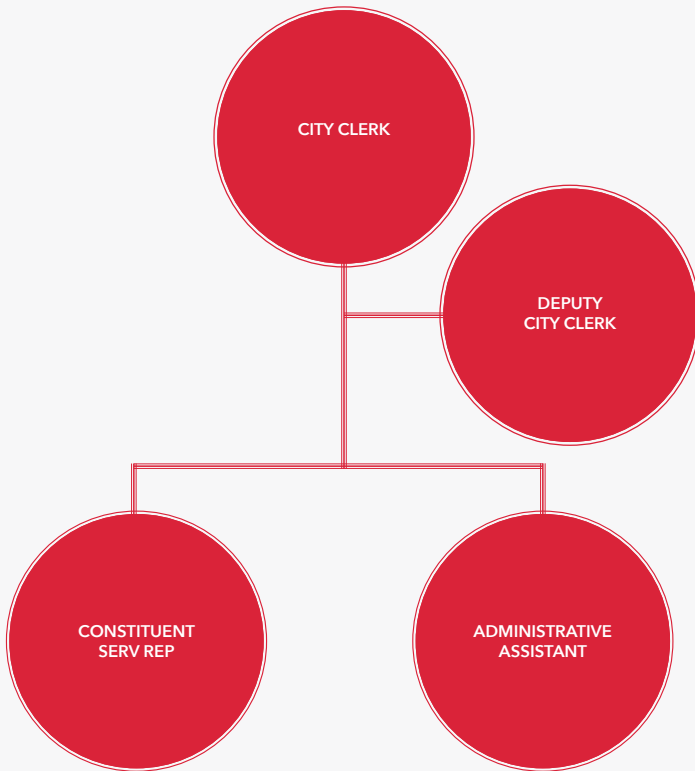 CITY CLERK
DEPUTY
CITY CLERK
CONSTITUENT
SERV REP
ADMINISTRATIVE
ASSISTANT